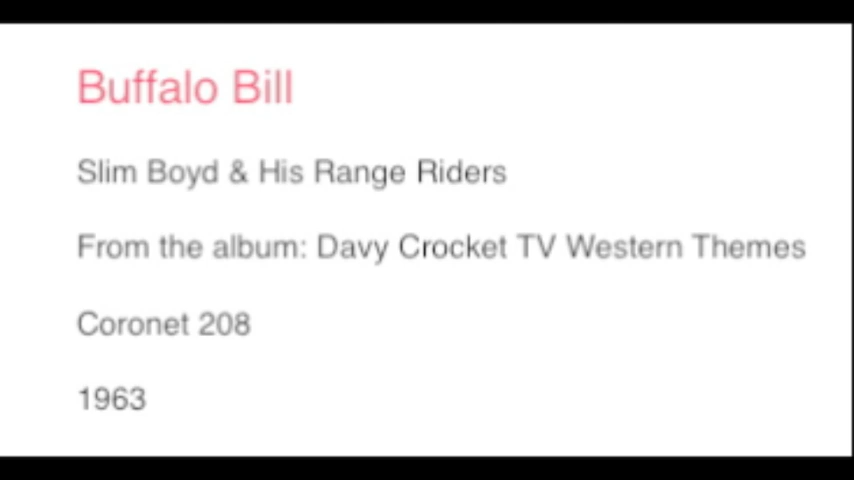 Buffalo Bill
Slim Boyd & His Range Riders
From the album: Davy Crocket TV Western Themes
Coronet 208
1963